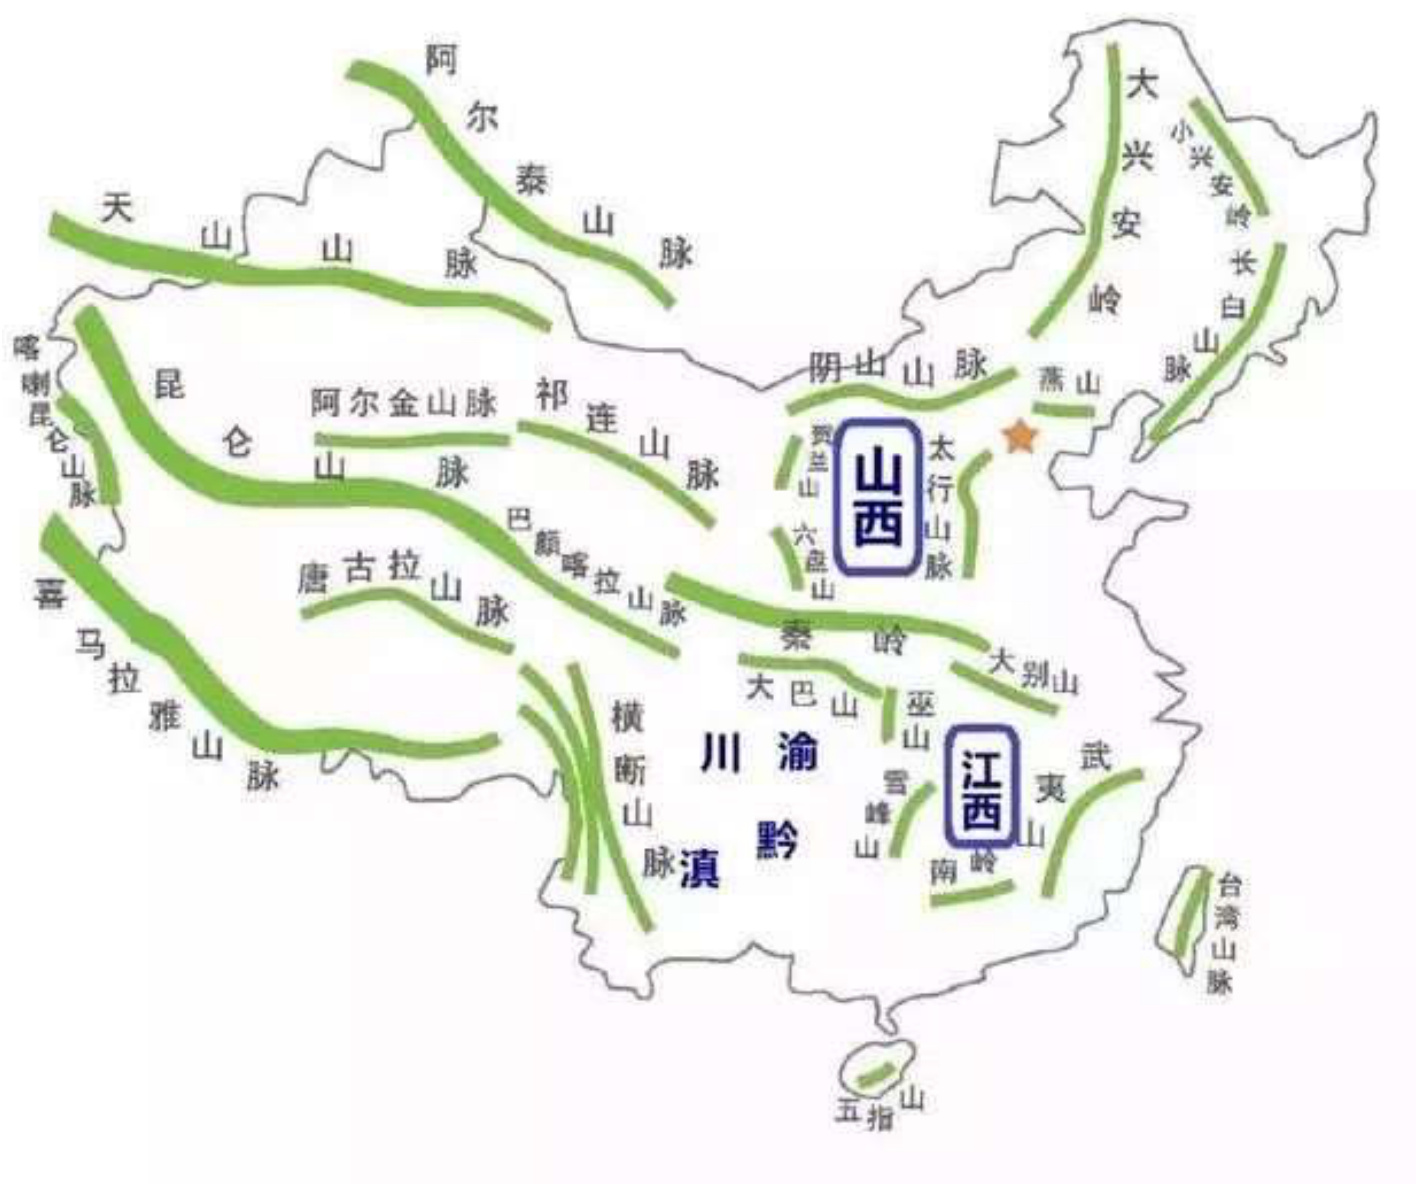 阿尔泰山脉
天山山脉
大兴安岭
小兴安岭
长白山脉
喀喇昆仑山脉
昆仑山脉
阿尔金山脉
祁连山脉
阴山山脉
燕山
贺兰山
山西
太行山脉
六盘山
巴颜喀拉山脉
唐古拉山脉
喜马拉雅山脉
秦岭
大别山
大巴山
巫山
横断山脉
川渝
黔
滇
雪峰山
江西
武夷山
南岭
台湾山脉
五指山